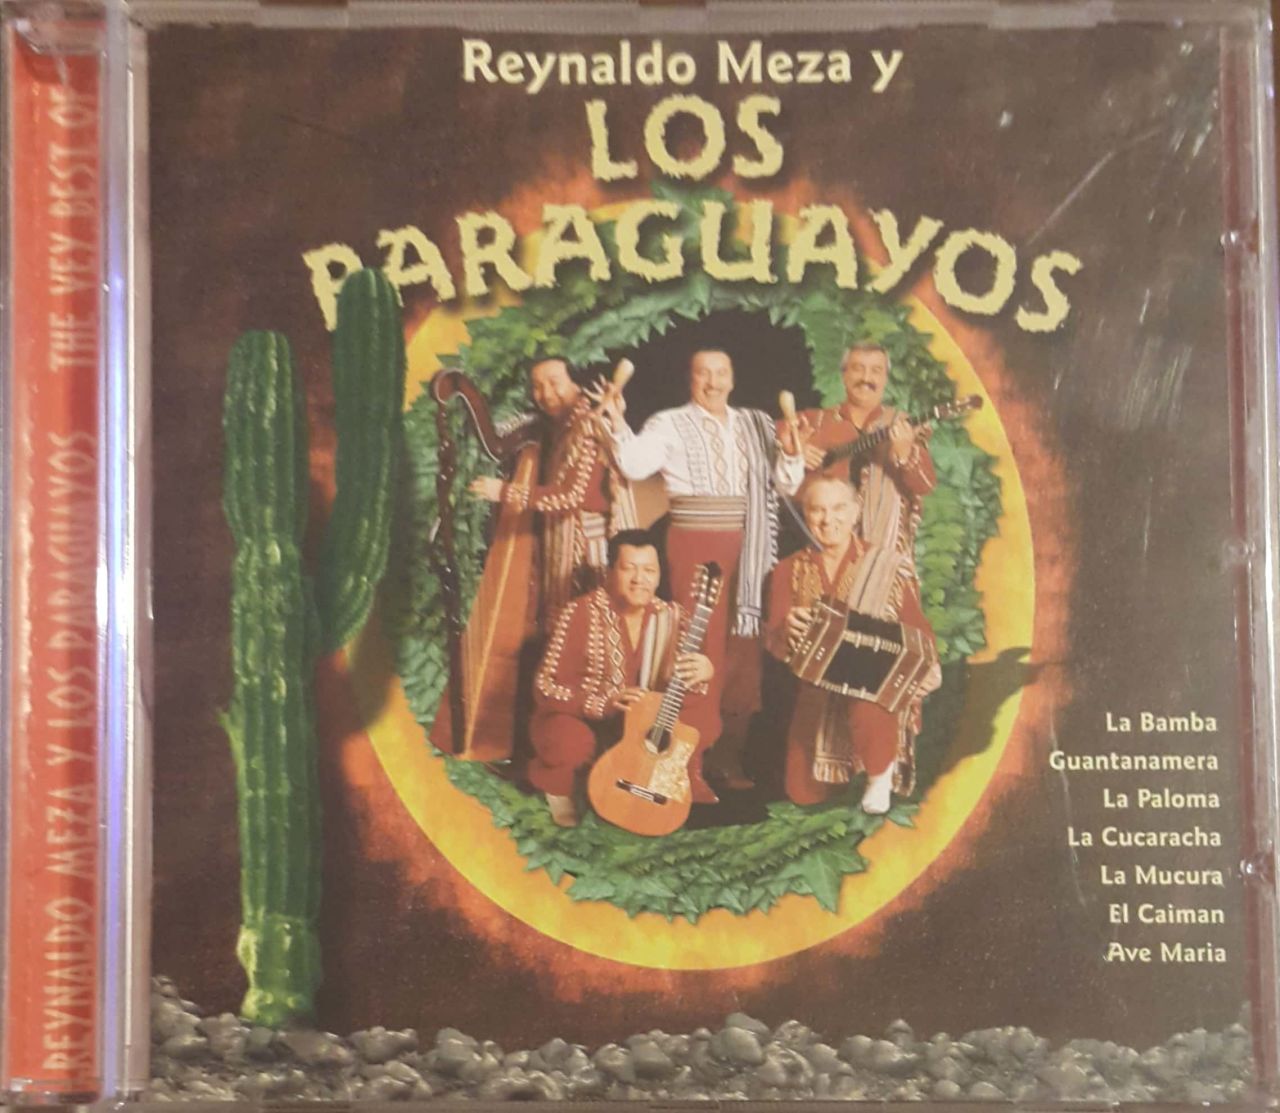 Reynaldo Meza y
LOS
PARAGUAYOS
La Bamba
Guantanamera
La Paloma
La Cucaracha
La Mucura
El Caiman
Ave Maria
REYNALDO MEZA Y LOS PARAGUAYOS THE VEY BEST OF -